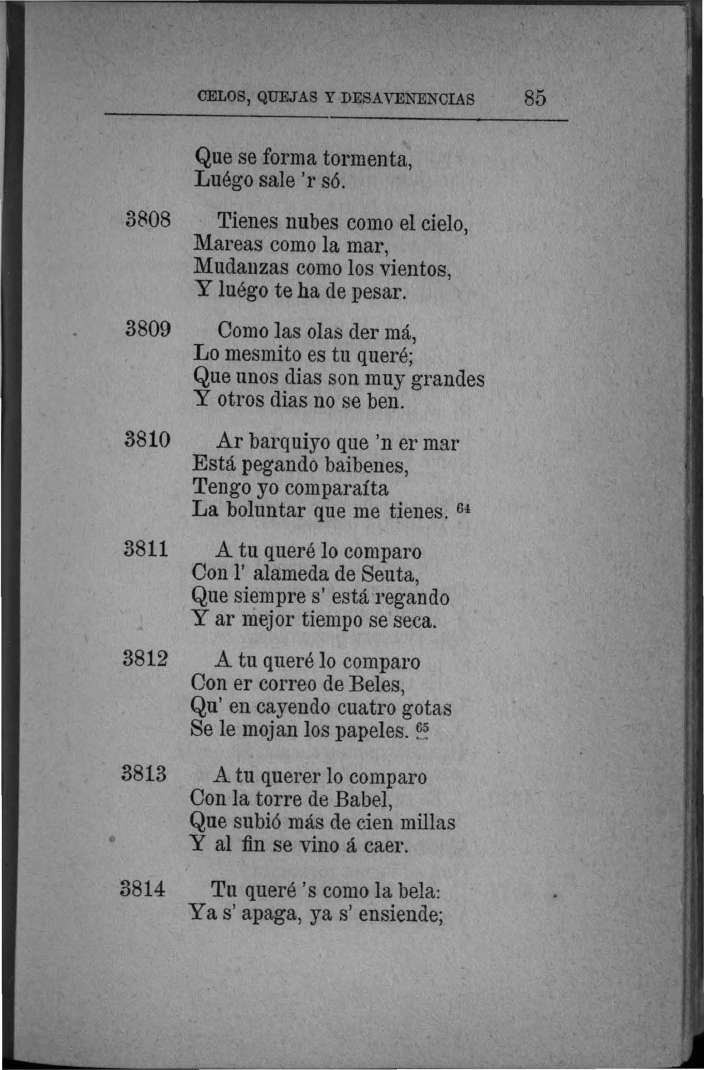 CELOS, QUEJAS Y DESAVENENCIAS 85
Que se forma tormenta,
Luégo sale 'r só.
3808 Tienes nubes como el cielo,
Mareas como la mar,
Mudanzas como los vientos,
Y luégo te ha de pesar.
3809 Como las olas der má,
Lo mesmito es tu queré;
Que unos dias son muy grandes
Y otros dias no se ben.
3810 Ar barquiyo que 'n er mar
Está pegando baibenes,
Tengo yo comparaíta
La boluntar que me tienes. 64
3811 A tu queré lo comparo
Con l' alameda de Seuta,
Que siempre s' está regando
Y ar mejor tiempo se seca.
3812 A tu queré lo comparo
Con er correo de Beles,
Qu' en cayendo cuatro gotas
Se le mojan los papeles. 65
3813 A tu querer lo comparo
Con la torre de Babel,
Que subió más de cien millas
Y al fin se vino á caer.
3814 Tu queré 's como la bela:
Ya s' apaga, ya s' ensiende;